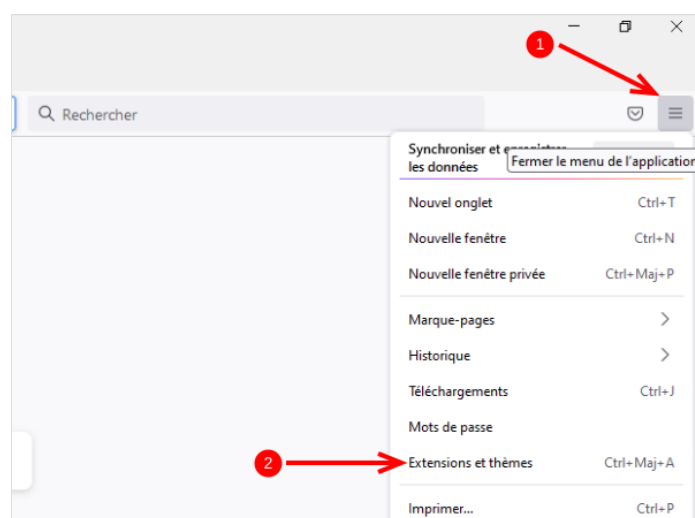 1
Rechercher
Synchroniser et enregistrer
les données
Fermer le menu de l'application
Nouvel onglet Ctrl+T
Nouvelle fenêtre Ctrl+N
Nouvelle fenêtre privée Ctrl+Maj+P
Marque-pages
Historique
Téléchargements Ctrl+J
Mots de passe
2
Extensions et thèmes Ctrl+Maj+A
Imprimer... Ctrl+P